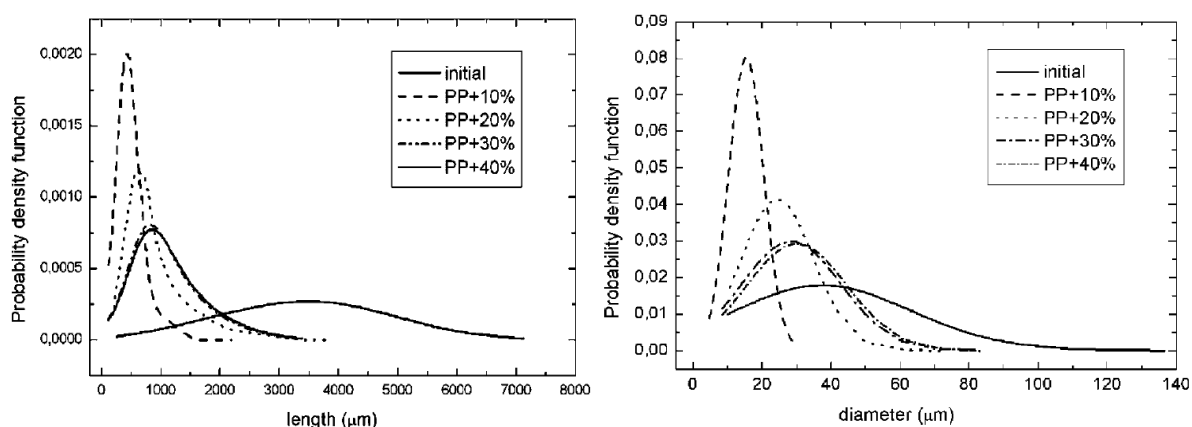 Probability density function
0,0020
0,0015
0,0010
0,0005
0,0000
0 1000 2000 3000 4000 5000 6000 7000 8000
length (μm)
initial
PP+10%
PP+20%
PP+30%
PP+40%
Probability density function
0,09
0,08
0,07
0,06
0,05
0,04
0,03
0,02
0,01
0,00
0 20 40 60 80 100 120 140
diameter (μm)
initial
PP+10%
PP+20%
PP+30%
PP+40%